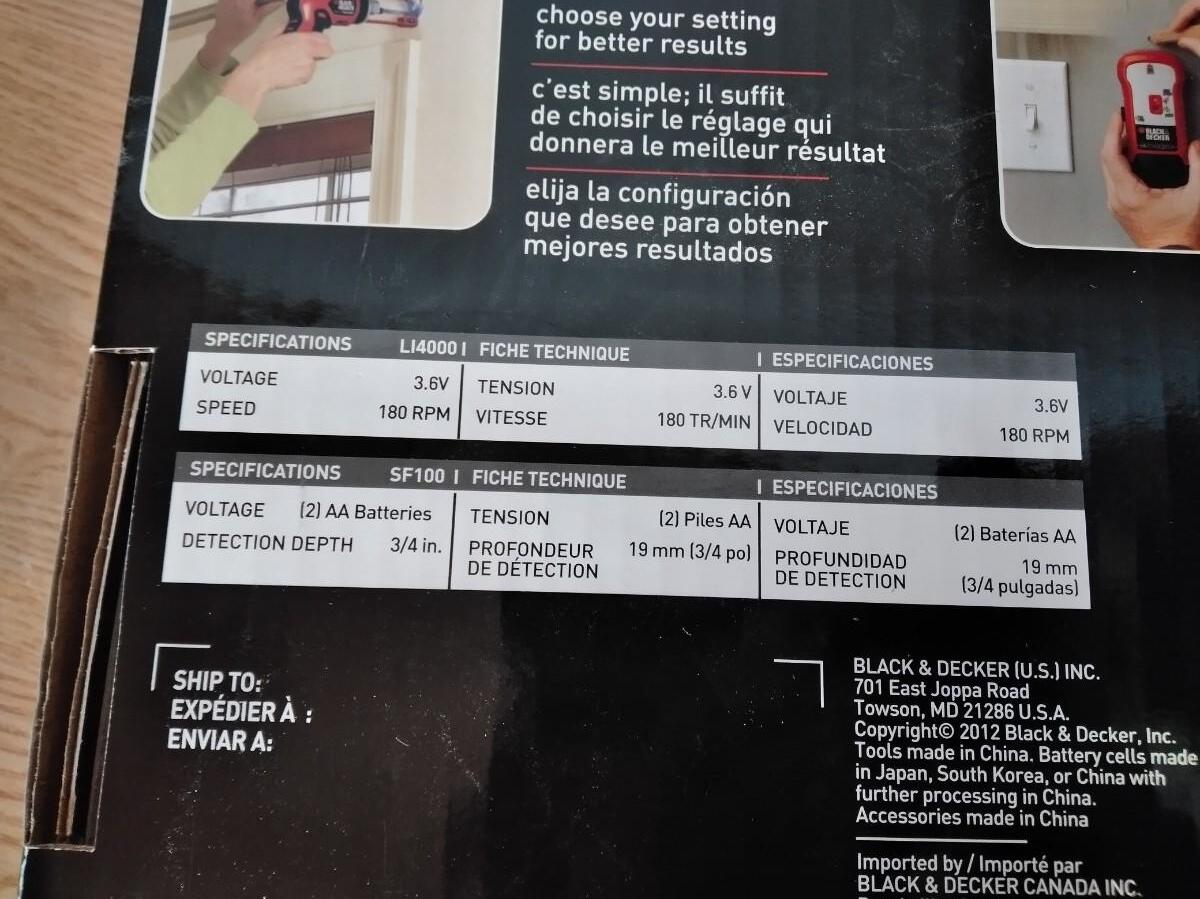 choose your setting
for better results
c'est simple; il suffit
de choisir le réglage qui
donnera le meilleur résultat
elija la configuración
que desee para obtener
mejores resultados
BLACK&
DECKER
SPECIFICATIONS LI4000 | FICHE TECHNIQUE | ESPECIFICACIONES
VOLTAGE 3.6V TENSION 3.6 V VOLTAJE 3.6V
SPEED 180 RPM VITESSE 180 TR/MIN VELOCIDAD 180 RPM
SPECIFICATIONS SF100 | FICHE TECHNIQUE | ESPECIFICACIONES
VOLTAGE (2) AA Batteries TENSION (2) Piles AA VOLTAJE (2) Baterías AA
DETECTION DEPTH 3/4 in. PROFONDEUR 19 mm (3/4 po) PROFUNDIDAD 19 mm
DE DÉTECTION DE DETECTION (3/4 pulgadas)
SHIP TO:
EXPÉDIER À :
ENVIAR A:
BLACK & DECKER (U.S.) INC.
701 East Joppa Road
Towson, MD 21286 U.S.A.
Copyright© 2012 Black & Decker, Inc.
Tools made in China. Battery cells made
in Japan, South Korea, or China with
further processing in China.
Accessories made in China
Imported by / Importé par
BLACK & DECKER CANADA INC.